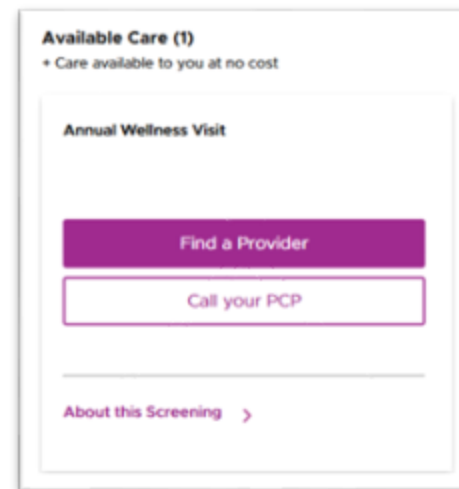 Available Care (1)
+ Care available to you at no cost
Annual Wellness Visit
Find a Provider
Call your PCP
About this Screening